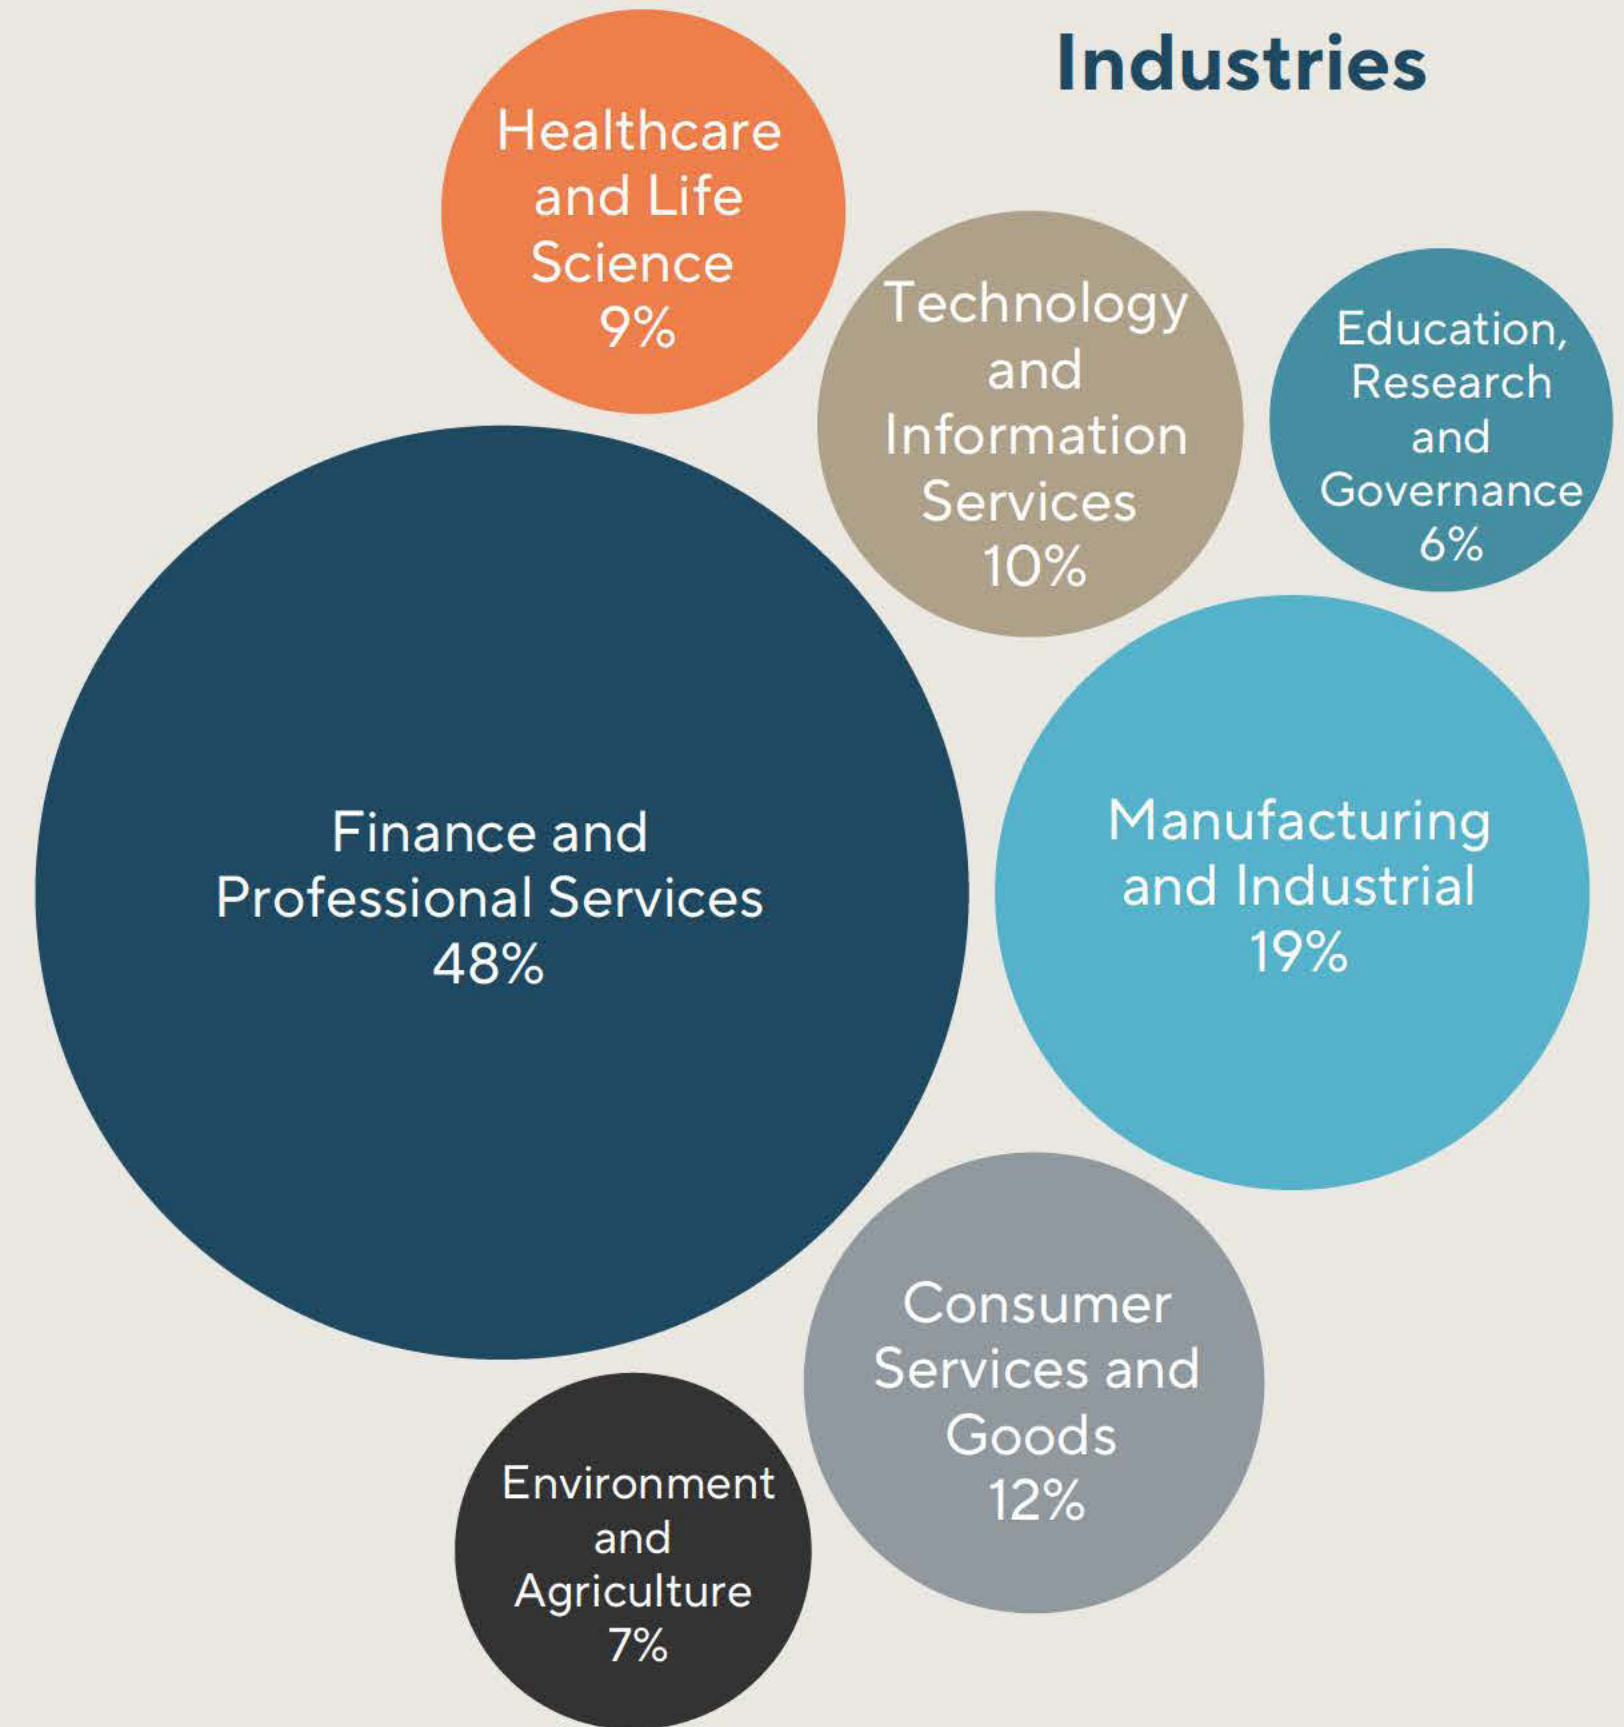 Industries
Healthcare
and Life
Science
9%
Technology
and
Information
Services
10%
Education,
Research
and
Governance
6%
Finance and
Professional Services
48%
Manufacturing
and Industrial
19%
Consumer
Services and
Goods
12%
Environment
and
Agriculture
7%